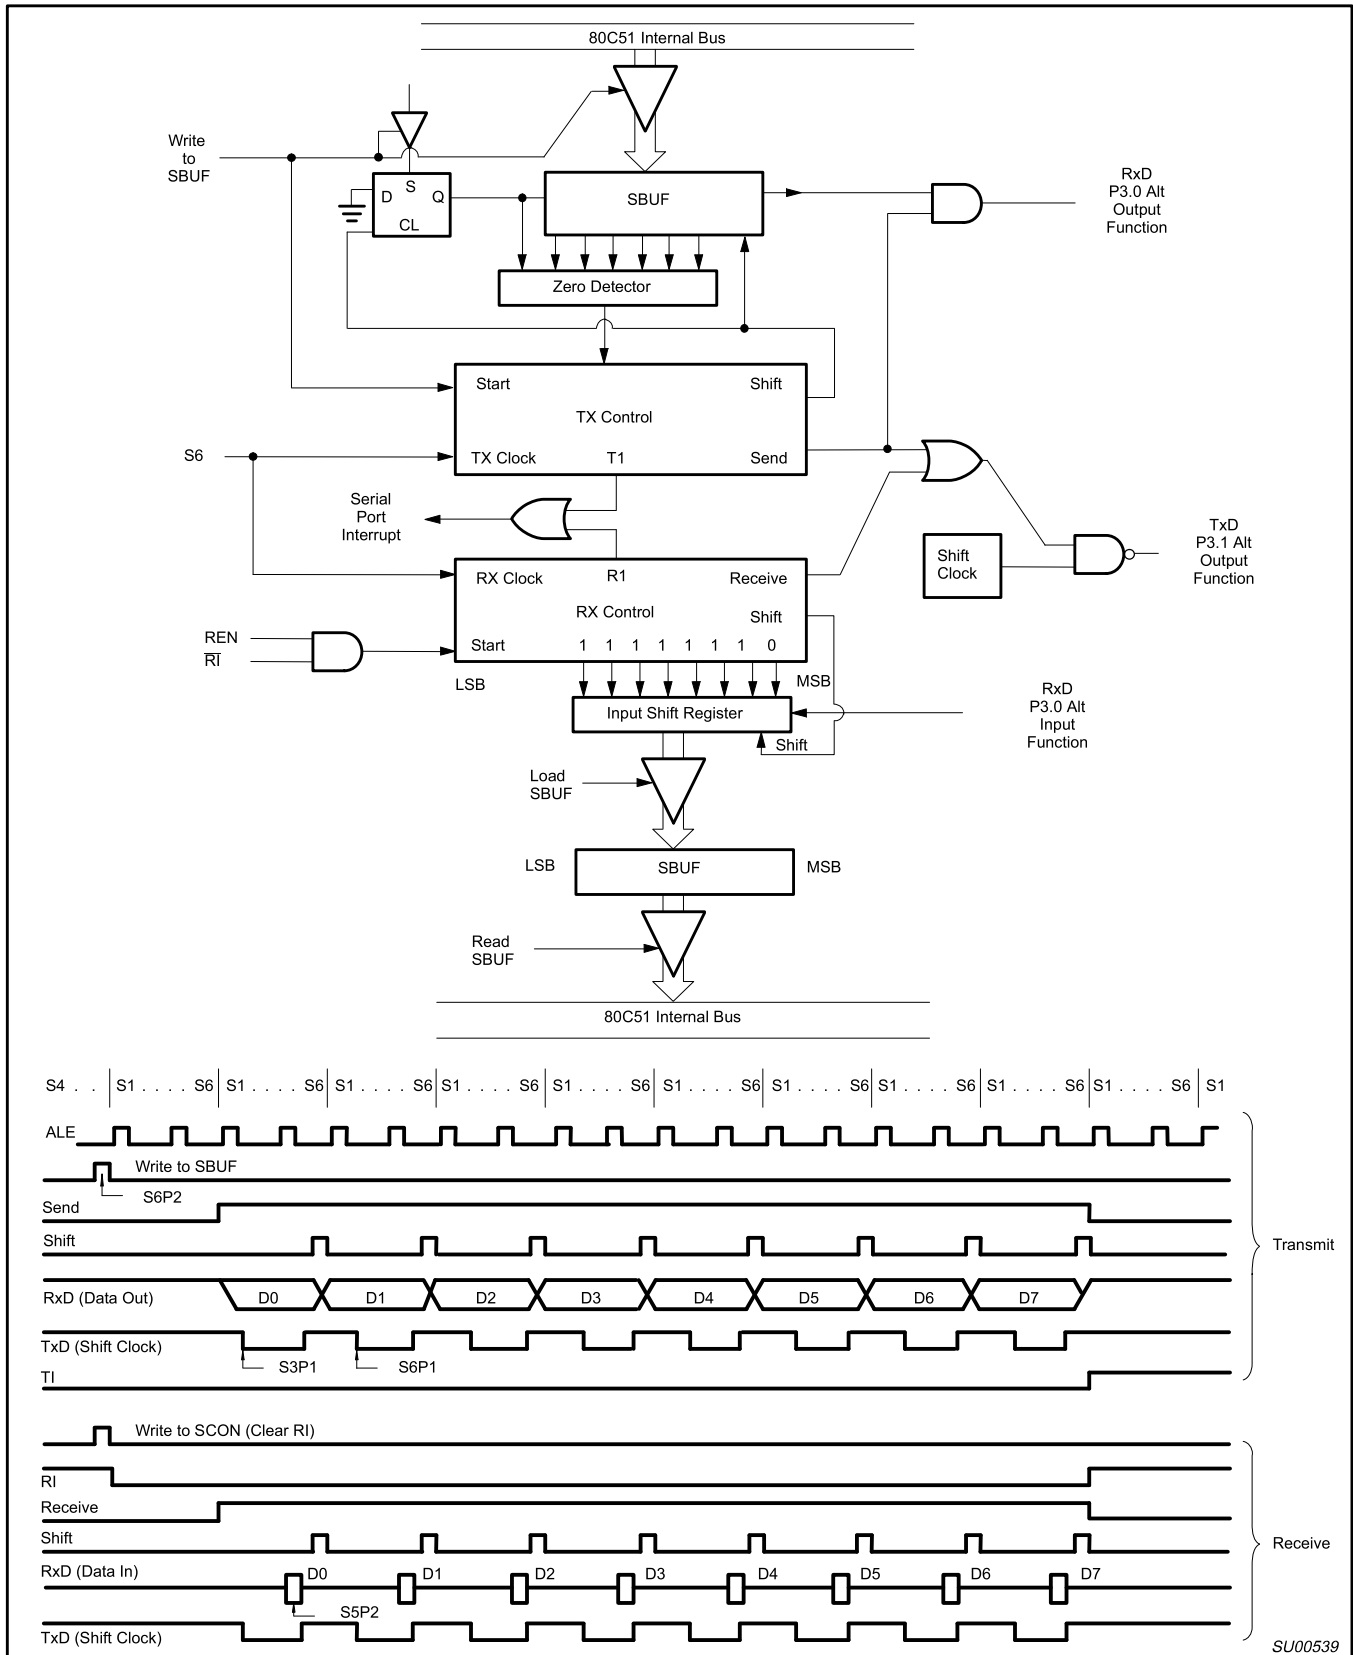 80C51 Internal Bus
Write
to
SBUF
S
D
Q
CL
SBUF
RxD
P3.0 Alt
Output
Function
Zero Detector
Start
Shift
TX Control
S6
TX Clock
T1
Send
Serial
Port
Interrupt
TxD
P3.1 Alt
Output
Function
Shift
Clock
RX Clock
R1
Receive
RX Control
Shift
REN
R̅I̅
Start
1 1 1 1 1 1 1 0
LSB
MSB
Input Shift Register
RxD
P3.0 Alt
Input
Function
Shift
Load
SBUF
LSB
SBUF
MSB
Read
SBUF
80C51 Internal Bus
S4 . . S1 . . . . S6 S1 . . . . S6 S1 . . . . S6 S1 . . . . S6 S1 . . . . S6 S1 . . . . S6 S1 . . . . S6 S1 . . . . S6 S1 . . . . S6 S1 . . . . S6 S1
ALE
Write to SBUF
S6P2
Send
Shift
Transmit
RxD (Data Out)
D0 D1 D2 D3 D4 D5 D6 D7
TxD (Shift Clock)
S3P1
S6P1
TI
Write to SCON (Clear RI)
RI
Receive
Shift
Receive
RxD (Data In)
D0 D1 D2 D3 D4 D5 D6 D7
S5P2
TxD (Shift Clock)
SU00539